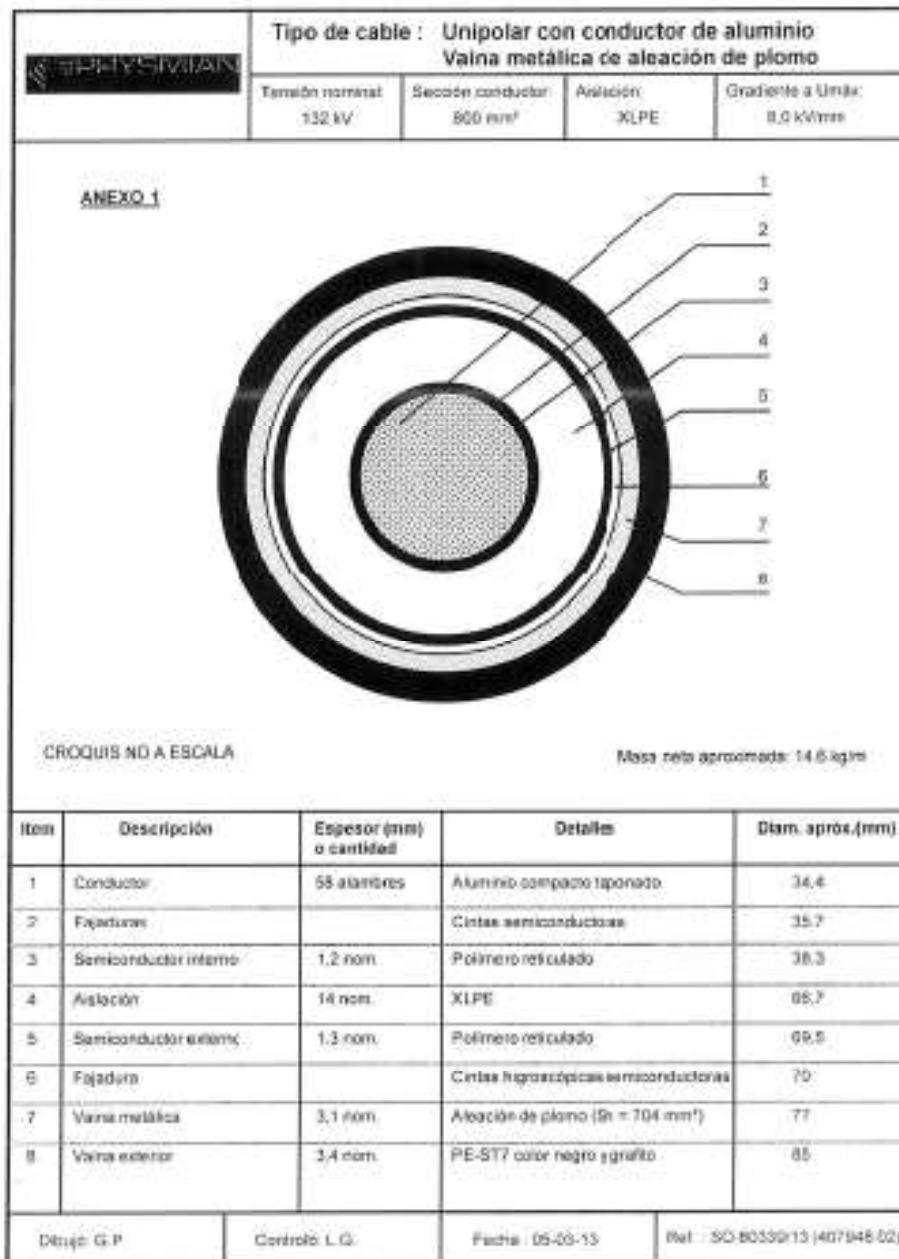 PRYSMIAN
Tipo de cable : Unipolar con conductor de aluminio
Vaina metálica de aleación de plomo
Tensión nominal: Sección conductor: Aislación: Gradiente a Umáx:
132 kV 800 mm² XLPE 8,0 kV/mm
ANEXO 1
1
2
3
4
5
6
7
8
CROQUIS NO A ESCALA Masa neta aproximada: 14.6 kg/m
Item Descripción Espesor (mm) Detalles Diam. apróx.(mm)
o cantidad
1 Conductor 58 alambres Aluminio compacto taponado 34,4
2 Fajaduras Cintas semiconductoras 35,7
3 Semiconductor interno 1,2 nom. Polímero reticulado 38,3
4 Aislación 14 nom. XLPE 66,7
5 Semiconductor externo 1,3 nom. Polímero reticulado 69,5
6 Fajadura Cintas higroscópicas semiconductoras 70
7 Vaina metálica 3,1 nom. Aleación de plomo (Sh = 704 mm²) 77
8 Vaina exterior 3,4 nom. PE-ST7 color negro y grafito 85
Dibujó: G.P. Controló: L.G. Fecha : 05-03-13 Ref. : SO 80339/13 (407948-02)